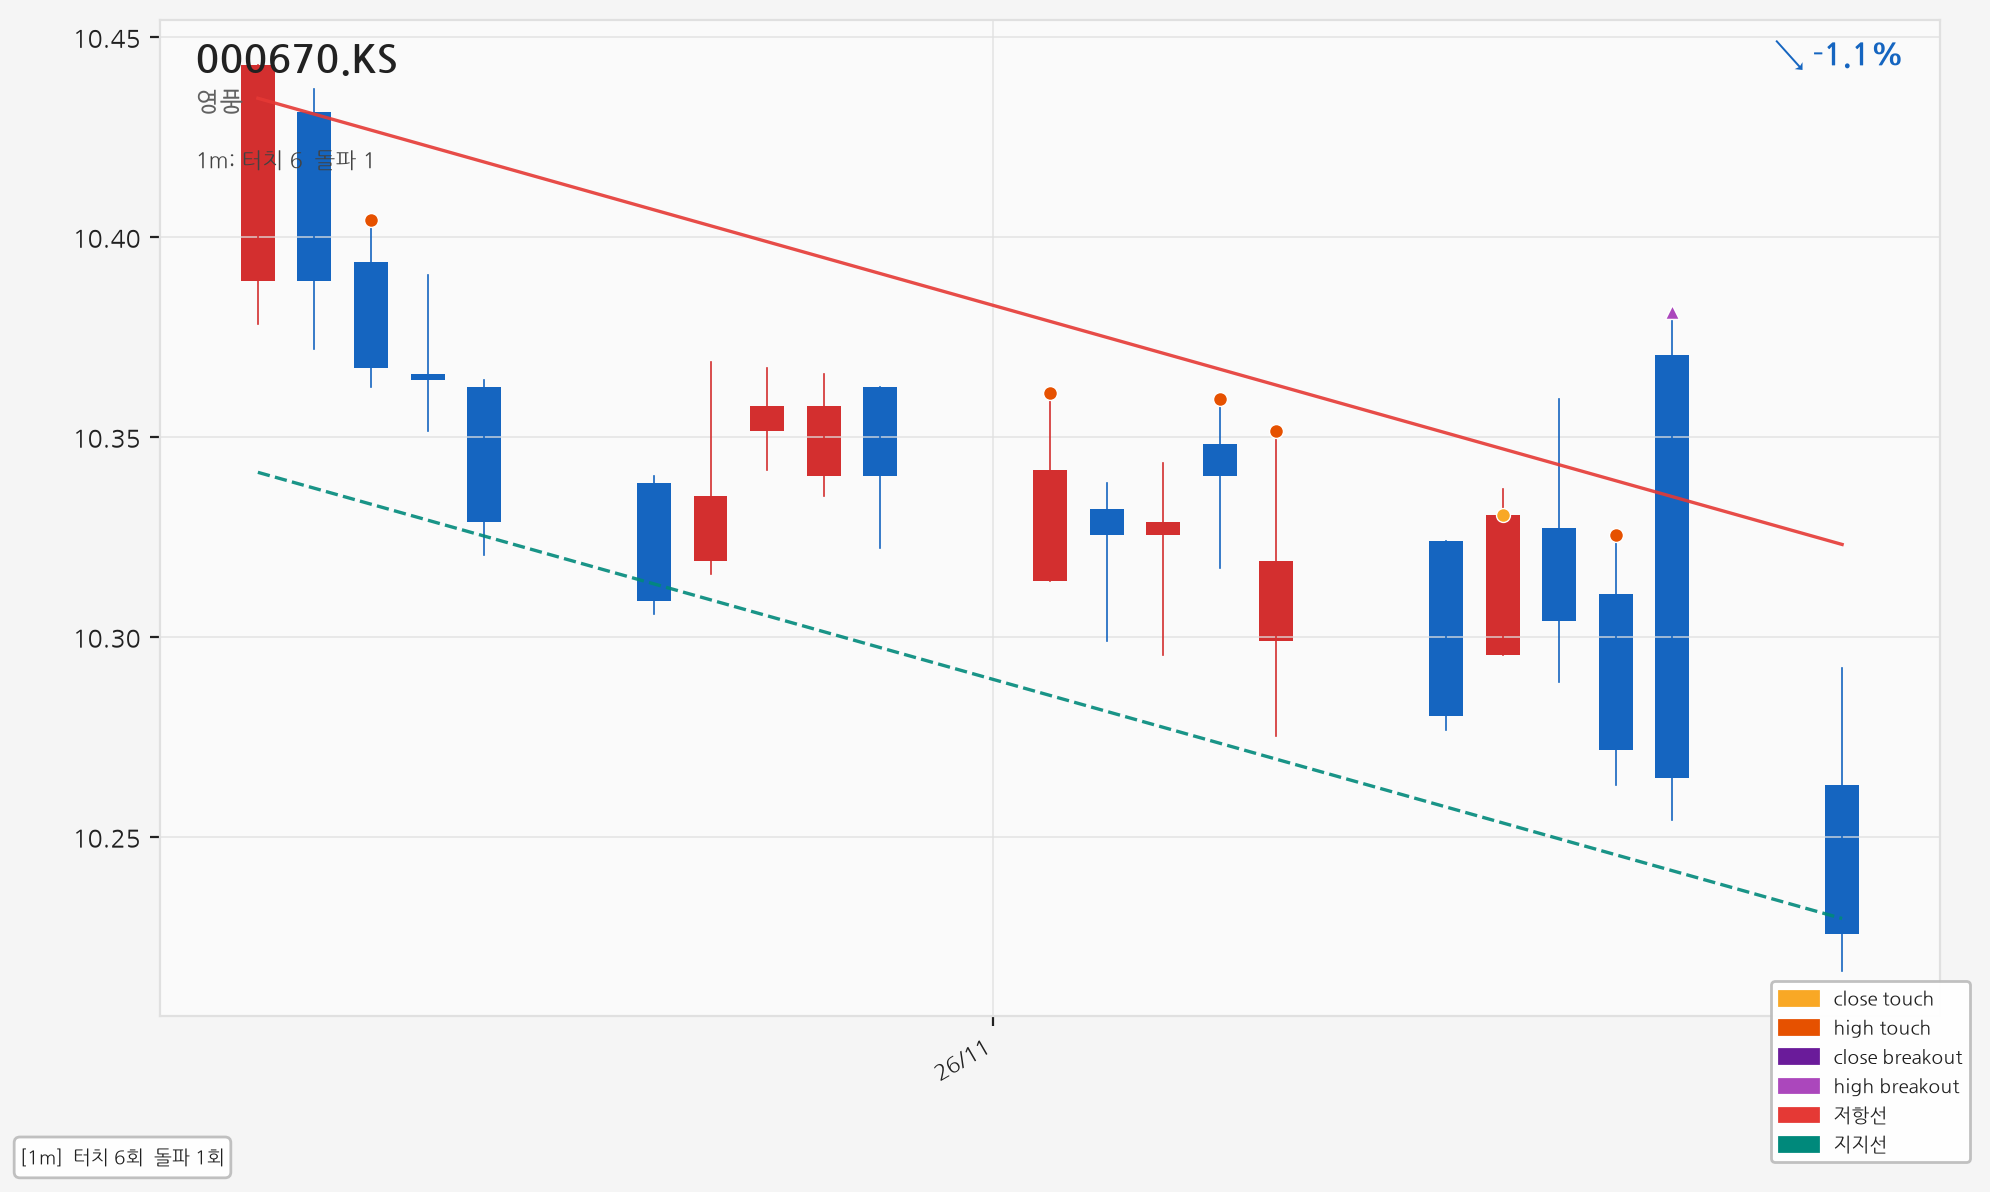 000670.KS
영풍
1m: 터치 6 돌파 1
-1.1%
10.45
10.40
10.35
10.30
10.25
26/11
close touch
high touch
close breakout
high breakout
저항선
지지선
[1m] 터치 6회 돌파 1회